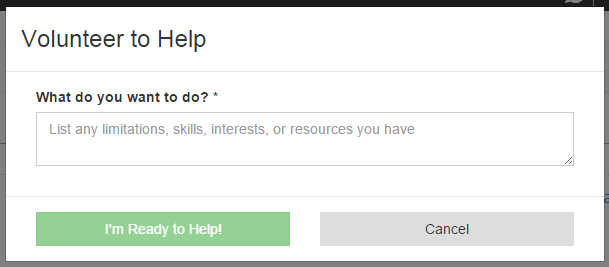 Volunteer to Help
What do you want to do? *
List any limitations, skills, interests, or resources you have
I'm Ready to Help!
Cancel